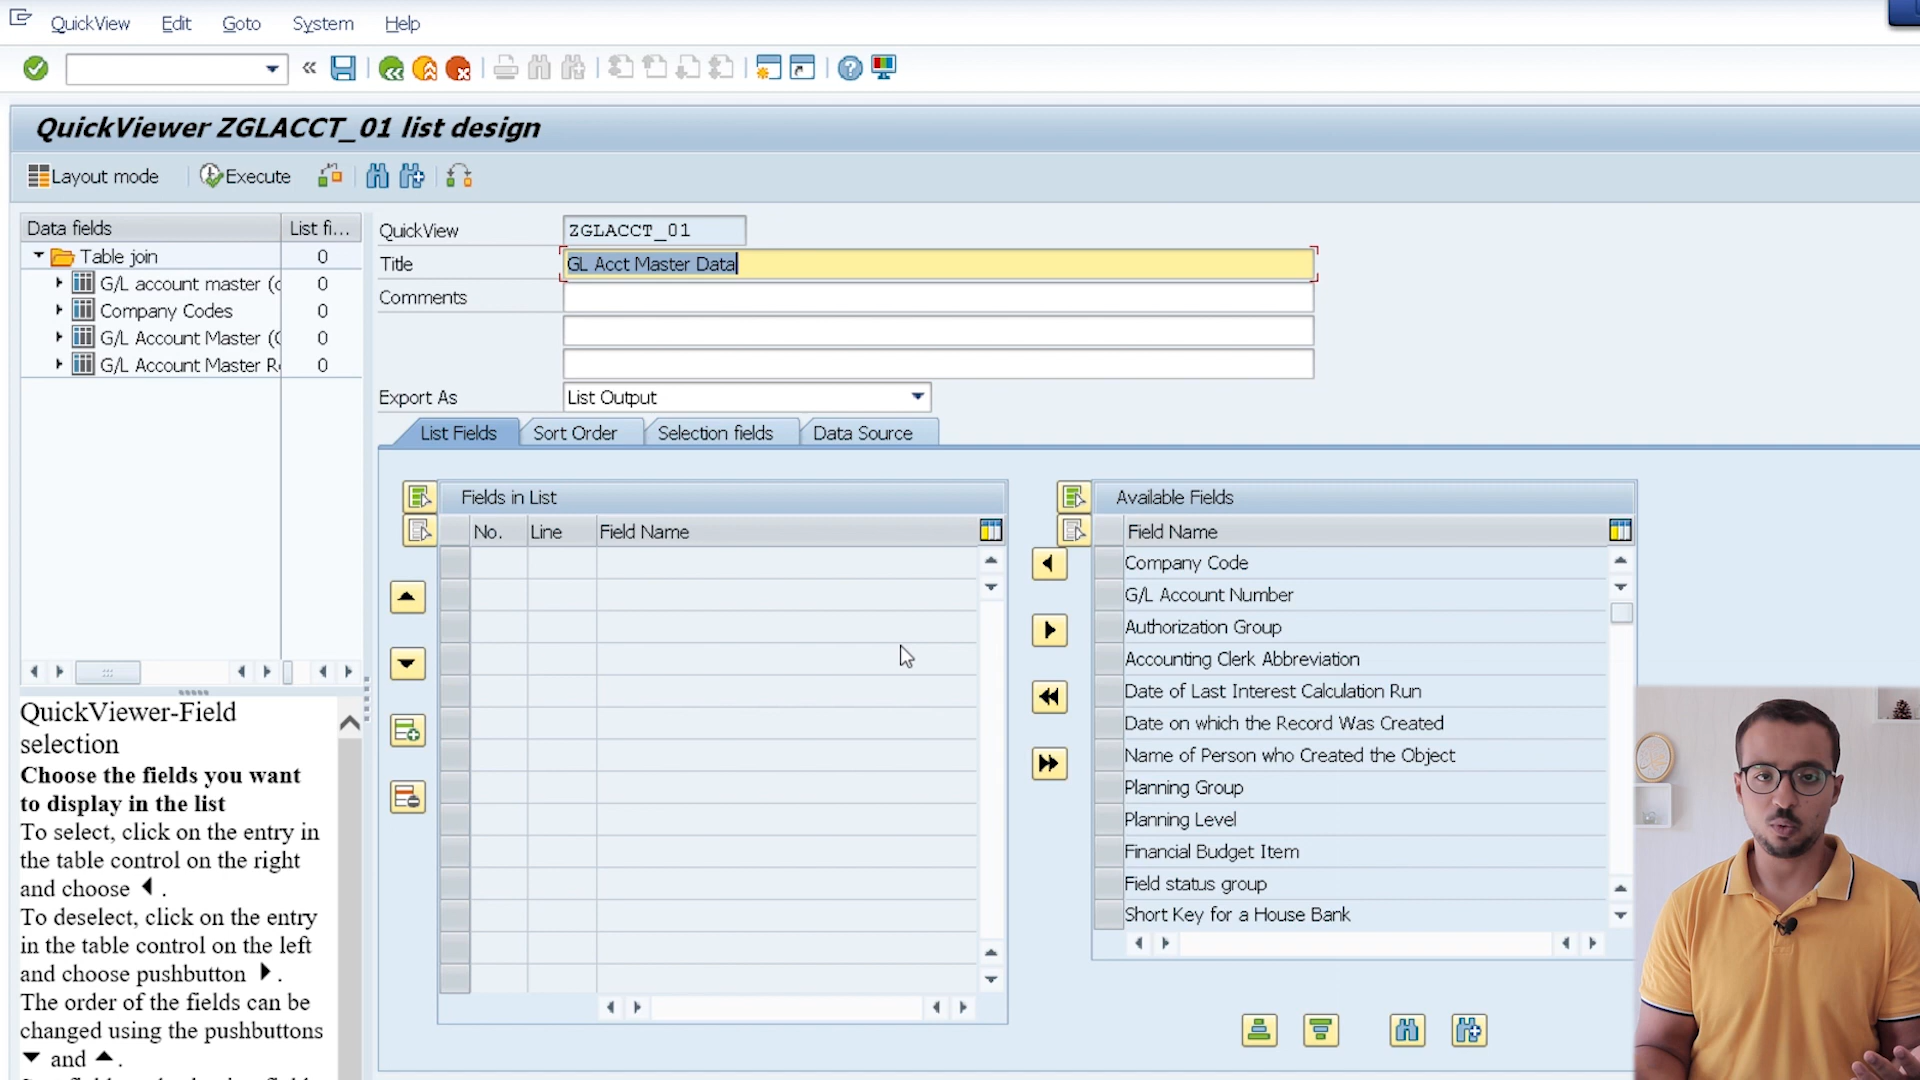 QuickView Edit Goto System Help
QuickViewer ZGLACCT_01 list design
Layout mode Execute
Data fields List fi...
Table join 0
G/L account master (c 0
Company Codes 0
G/L Account Master (C 0
G/L Account Master R 0
QuickView ZGLACCT_01
Title GL Acct Master Data
Comments
Export As List Output
List Fields Sort Order Selection fields Data Source
Fields in List
No. Line Field Name
Available Fields
Field Name
Company Code
G/L Account Number
Authorization Group
Accounting Clerk Abbreviation
Date of Last Interest Calculation Run
Date on which the Record Was Created
Name of Person who Created the Object
Planning Group
Planning Level
Financial Budget Item
Field status group
Short Key for a House Bank
QuickViewer-Field
selection
Choose the fields you want
to display in the list
To select, click on the entry in
the table control on the right
and choose ◀ .
To deselect, click on the entry
in the table control on the left
and choose pushbutton ▶ .
The order of the fields can be
changed using the pushbuttons
▼ and ▲ .